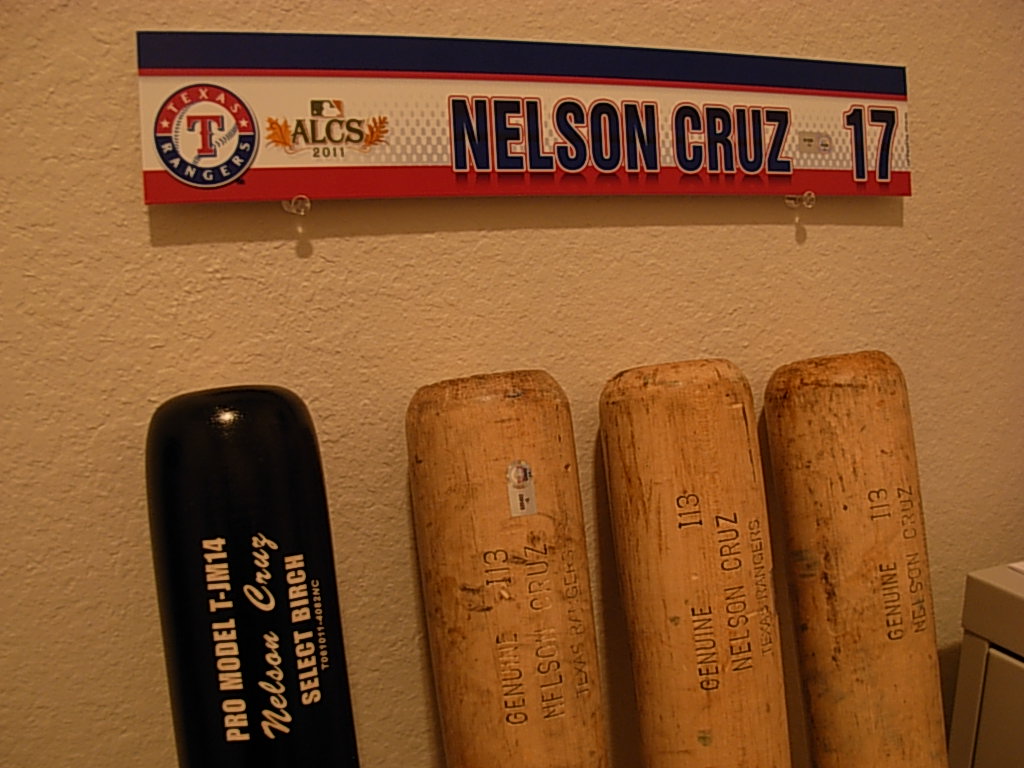 TEXAS
T
RANGERS
ALCS
2011
NELSON CRUZ
17
PRO MODEL T-JM14
Nelson Cruz
SELECT BIRCH
I13
GENUINE
NELSON CRUZ
TEXAS RANGERS
I13
GENUINE
NELSON CRUZ
TEXAS RANGERS
I13
GENUINE
NELSON CRUZ